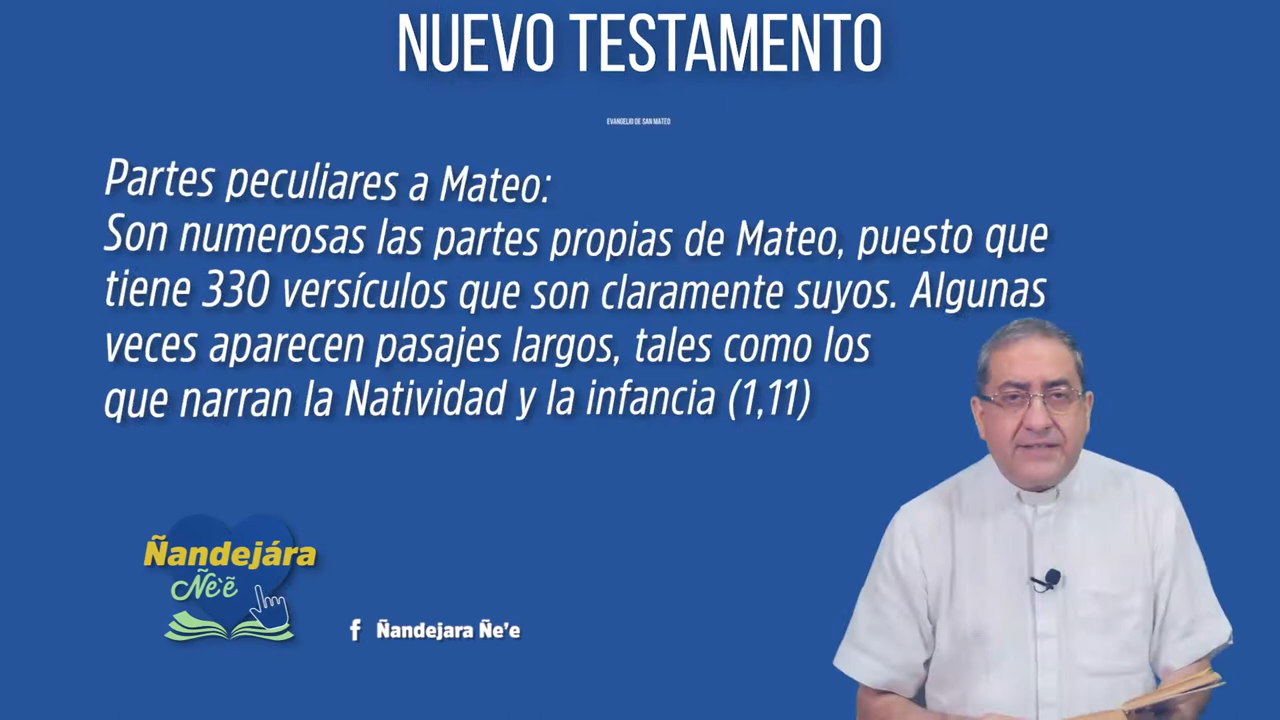 NUEVO TESTAMENTO
EVANGELIO DE SAN MATEO
Partes peculiares a Mateo:
Son numerosas las partes propias de Mateo, puesto que
tiene 330 versículos que son claramente suyos. Algunas
veces aparecen pasajes largos, tales como los
que narran la Natividad y la infancia (1,11)
Ñandejára
Ñe'ẽ
f Ñandejara Ñe'e